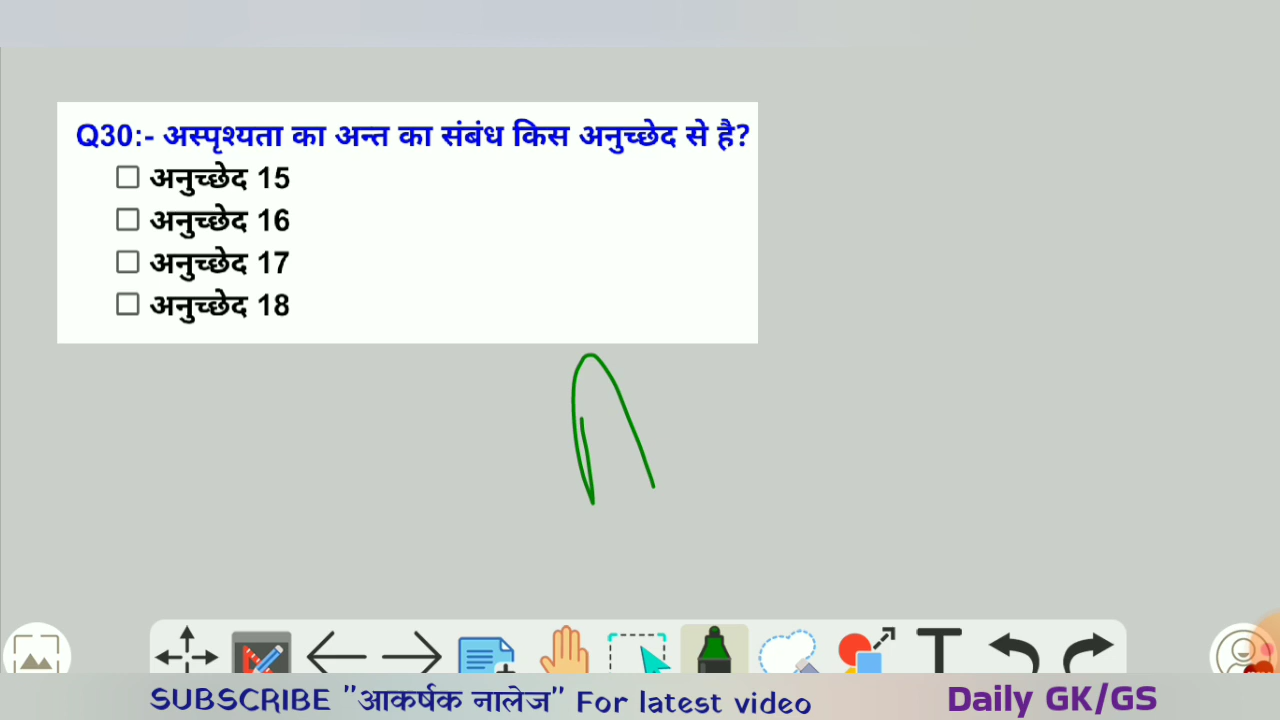 Q30:- अस्पृश्यता का अन्त का संबंध किस अनुच्छेद से है?
अनुच्छेद 15
अनुच्छेद 16
अनुच्छेद 17
अनुच्छेद 18
T
SUBSCRIBE "आकर्षक नालेज" For latest video
Daily GK/GS